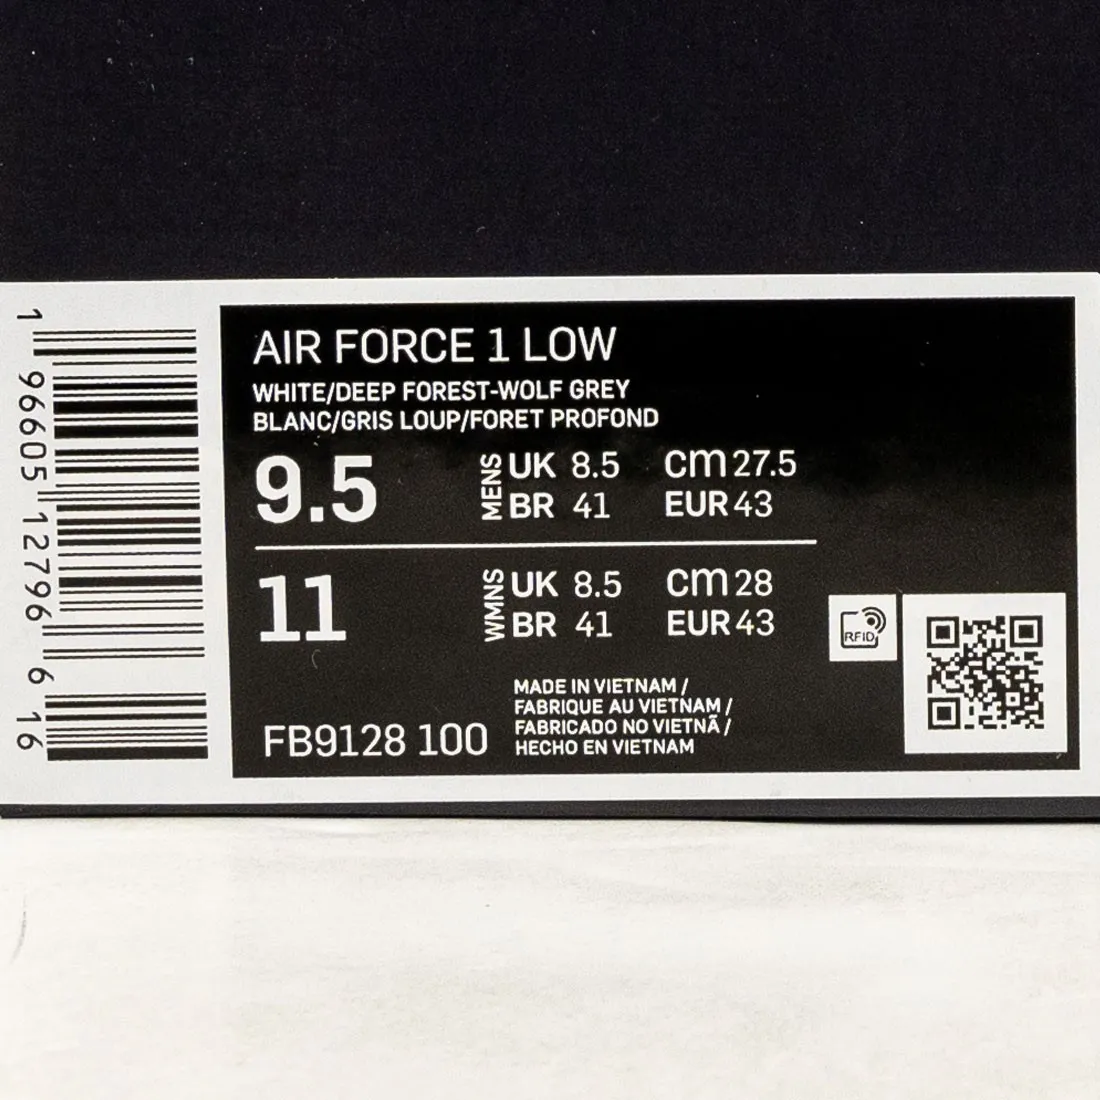 AIR FORCE 1 LOW
WHITE/DEEP FOREST-WOLF GREY
BLANC/GRIS LOUP/FORET PROFOND
9.5 MENS UK 8.5 cm 27.5
BR 41 EUR 43
11 WMNS UK 8.5 cm 28
BR 41 EUR 43
RFID
MADE IN VIETNAM /
FABRIQUE AU VIETNAM /
FABRICADO NO VIETNÃ /
HECHO EN VIETNAM
FB9128 100
1 96605 12796 6 16